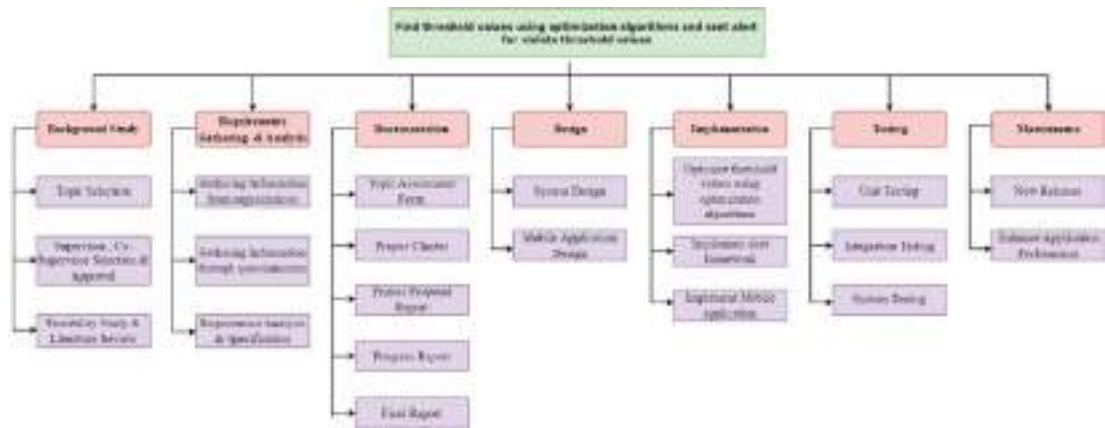 Find threshold values using optimization algorithms and sent alert
for violate threshold values
Background Study
Topic Selection
Supervisor, Co-
Supervisor Selection &
Approval
Feasibility Study &
Literature Review
Requirements
Gathering & Analysis
Gathering Information
from organizations
Gathering Information
through questionnaires
Requirements Analysis
& Specification
Documentation
Topic Assessment
Form
Project Charter
Project Proposal
Report
Progress Report
Final Report
Design
System Design
Mobile Application
Design
Implementation
Optimize threshold
values using
optimization
algorithms
Implement alert
framework
Implement Mobile
Application
Testing
Unit Testing
Integration Testing
System Testing
Maintenance
New Releases
Enhance Application
Performance